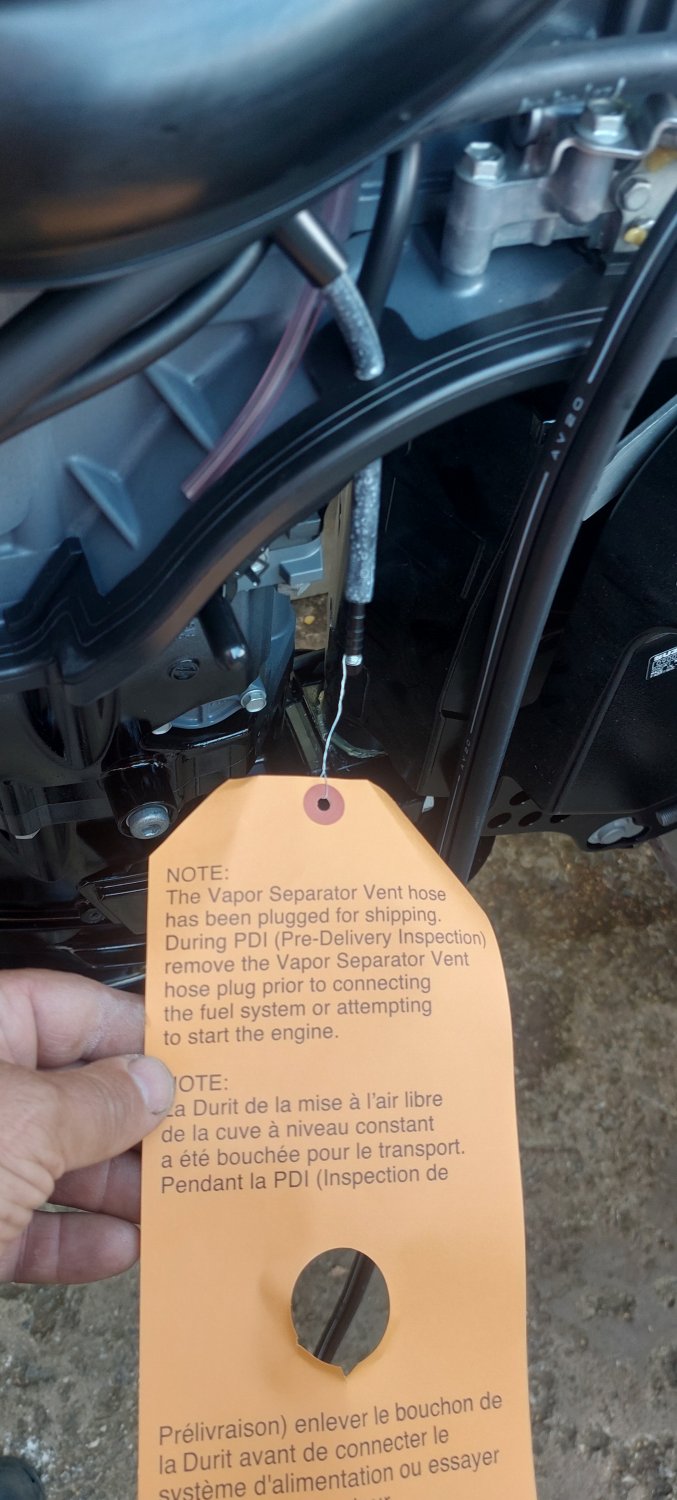 AV20
NOTE:
The Vapor Separator Vent hose
has been plugged for shipping.
During PDI (Pre-Delivery Inspection)
remove the Vapor Separator Vent
hose plug prior to connecting
the fuel system or attempting
to start the engine.
NOTE:
La Durit de la mise à l'air libre
de la cuve à niveau constant
a été bouchée pour le transport.
Pendant la PDI (Inspection de
Prélivraison) enlever le bouchon de
la Durit avant de connecter le
système d'alimentation ou essayer